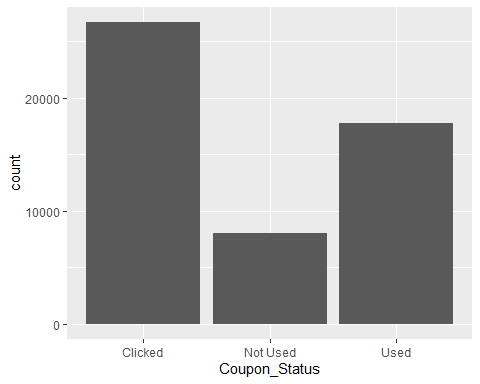 count
20000
10000
0
Clicked Not Used Used
Coupon_Status